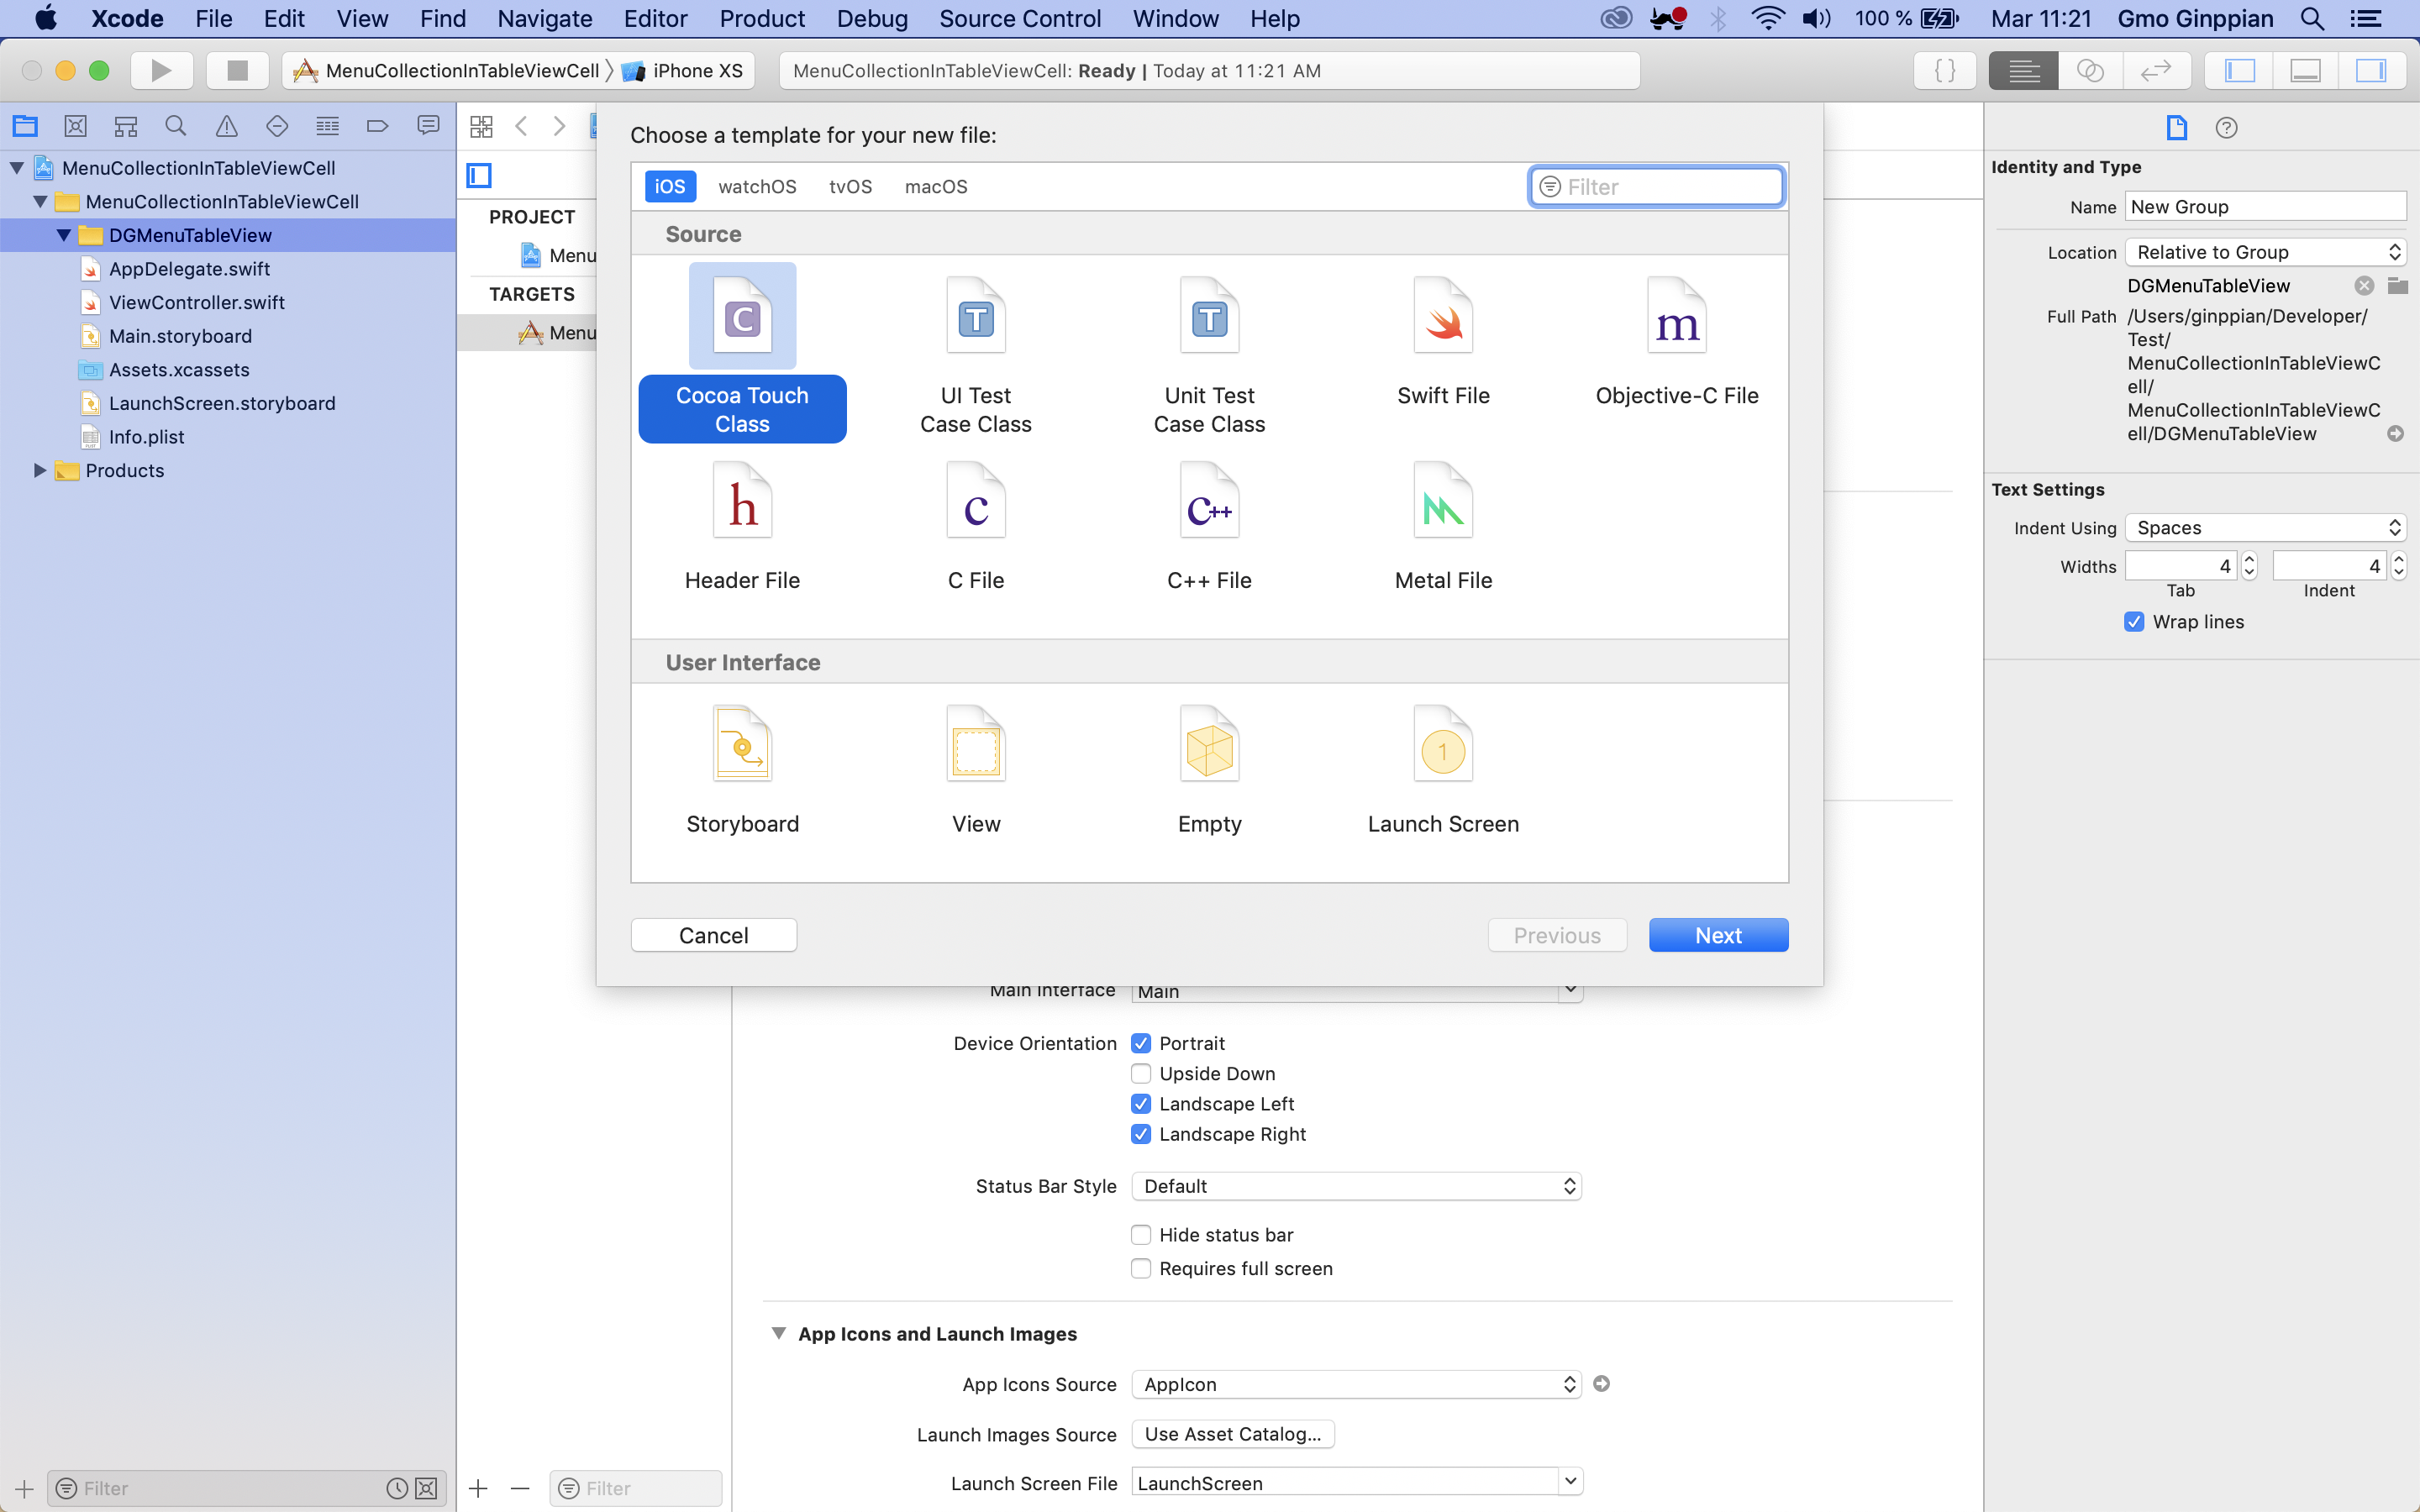 Xcode File Edit View Find Navigate Editor Product Debug Source Control Window Help 100 % Mar 11:21 Gmo Ginppian
MenuCollectionInTableViewCell iPhone XS
MenuCollectionInTableViewCell: Ready | Today at 11:21 AM
MenuCollectionInTableViewCell
MenuCollectionInTableViewCell
DGMenuTableView
AppDelegate.swift
ViewController.swift
Main.storyboard
Assets.xcassets
LaunchScreen.storyboard
Info.plist
Products
Filter
PROJECT
Menu
TARGETS
Menu
Filter
Choose a template for your new file:
iOS watchOS tvOS macOS
Filter
Source
Cocoa Touch
Class
UI Test
Case Class
Unit Test
Case Class
Swift File
Objective-C File
Header File
C File
C++ File
Metal File
User Interface
Storyboard
View
Empty
Launch Screen
Cancel
Previous
Next
Main Interface Main
Device Orientation Portrait
Upside Down
Landscape Left
Landscape Right
Status Bar Style Default
Hide status bar
Requires full screen
App Icons and Launch Images
App Icons Source AppIcon
Launch Images Source Use Asset Catalog...
Launch Screen File LaunchScreen
Identity and Type
Name New Group
Location Relative to Group
DGMenuTableView
Full Path /Users/ginppian/Developer/
Test/
MenuCollectionInTableViewC
ell/
MenuCollectionInTableViewC
ell/DGMenuTableView
Text Settings
Indent Using Spaces
Widths 4 4
Tab Indent
Wrap lines